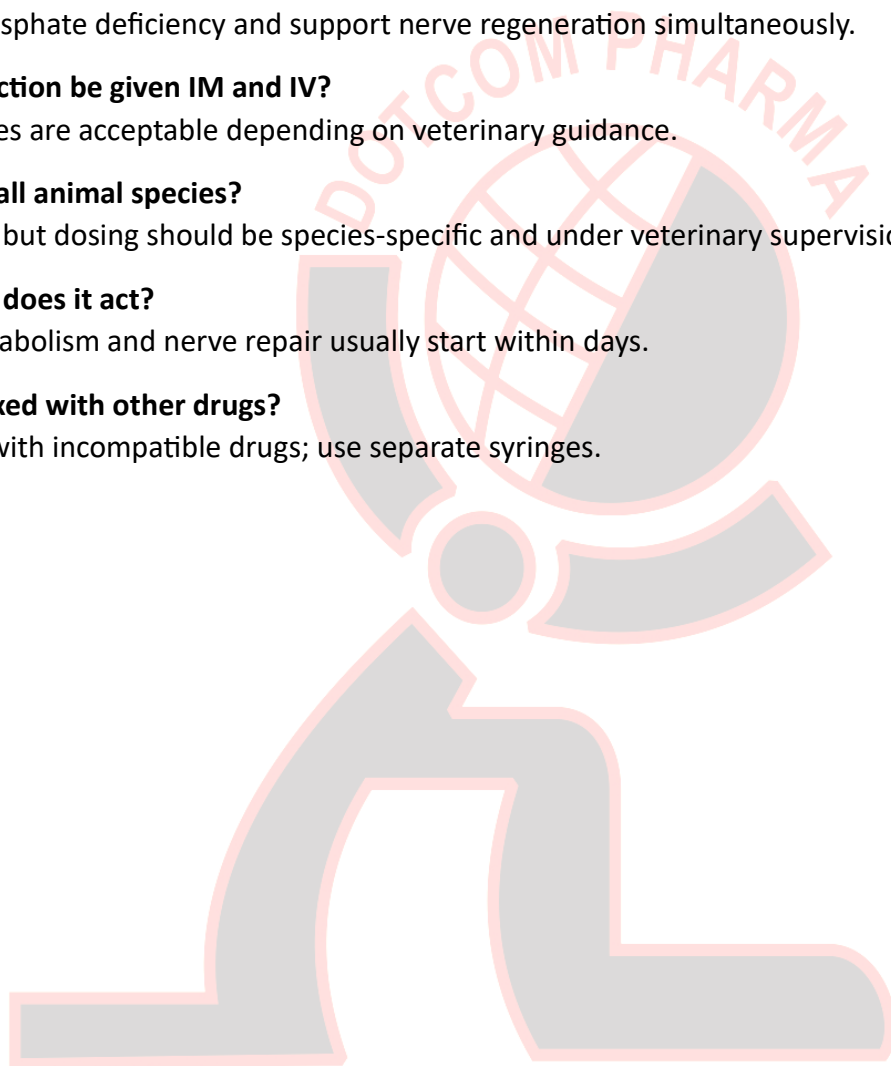 sphate deficiency and support nerve regeneration simultaneously.
ction be given IM and IV?
es are acceptable depending on veterinary guidance.
all animal species?
but dosing should be species-specific and under veterinary supervisio
does it act?
abolism and nerve repair usually start within days.
xed with other drugs?
with incompatible drugs; use separate syringes.
DOTCOM PHARMA